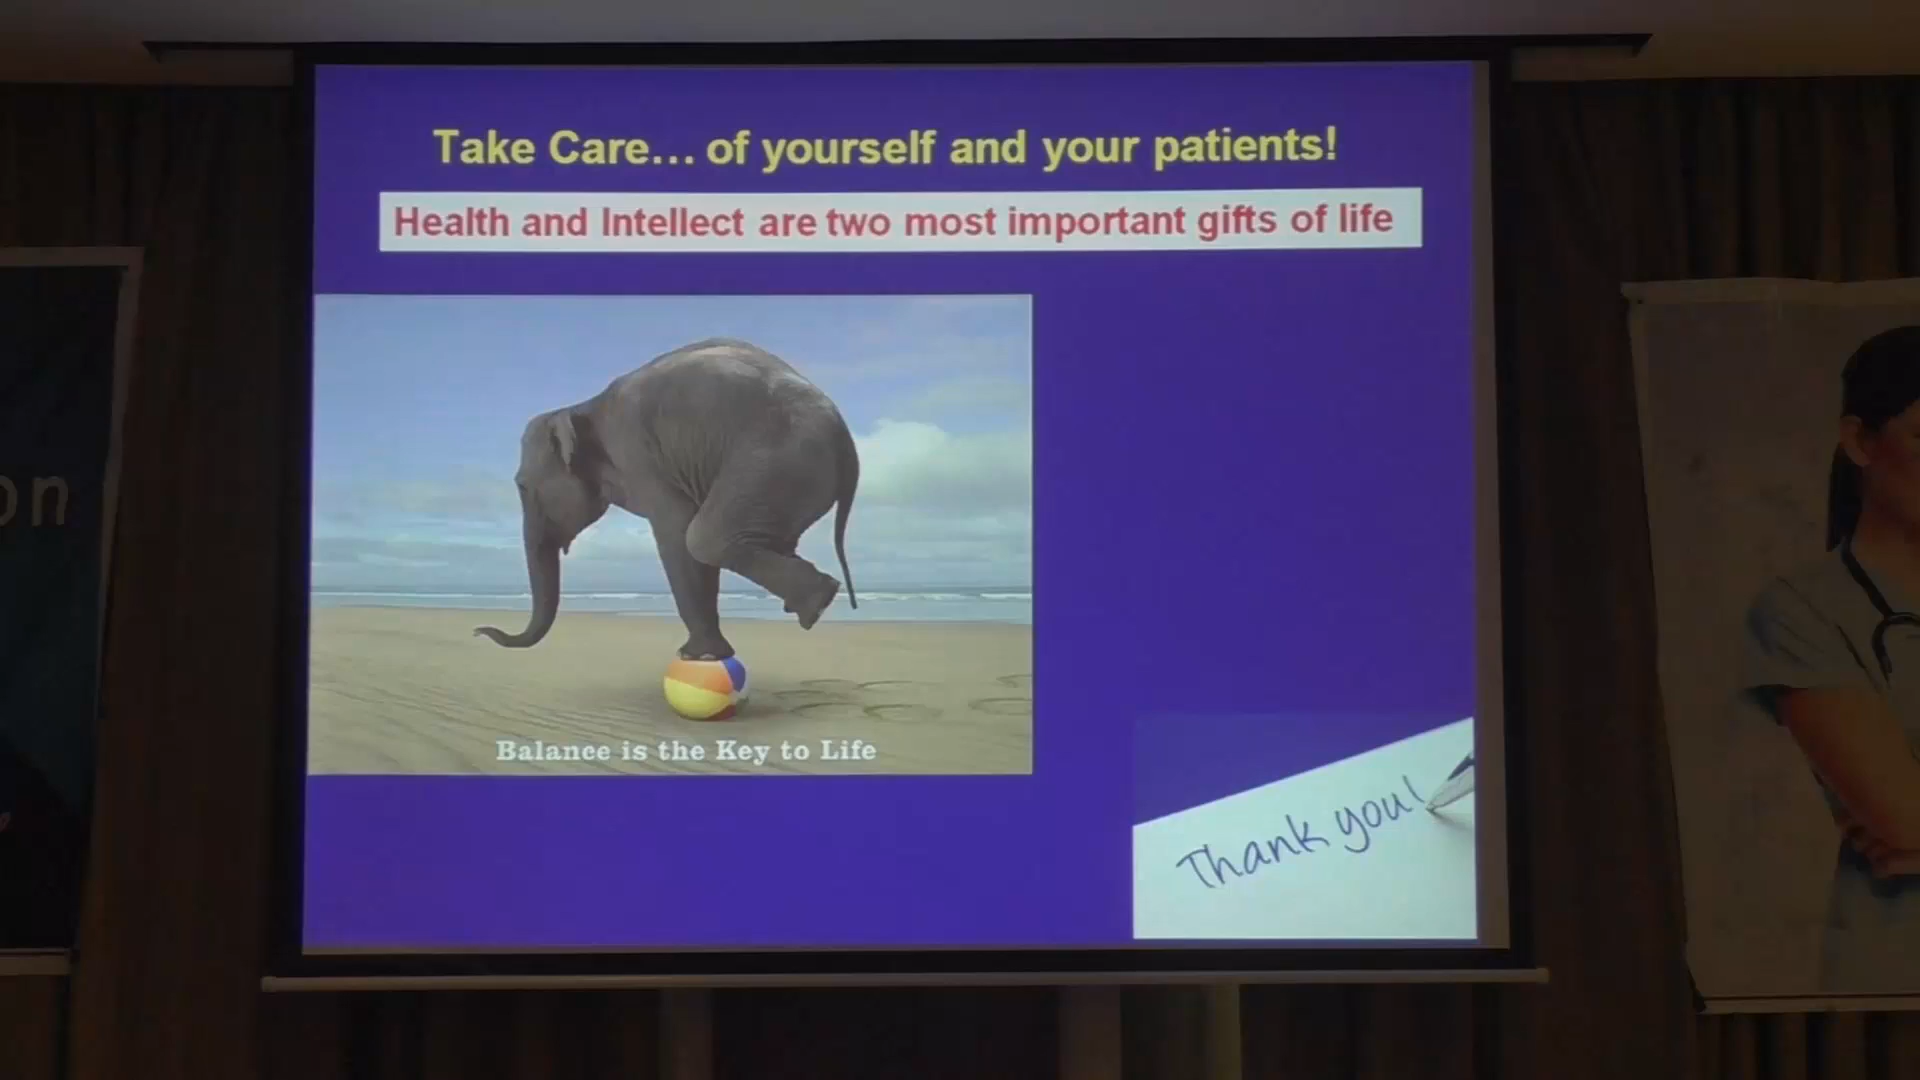 Take Care... of yourself and your patients!
Health and Intellect are two most important gifts of life
on
Balance is the Key to Life
Thank you!